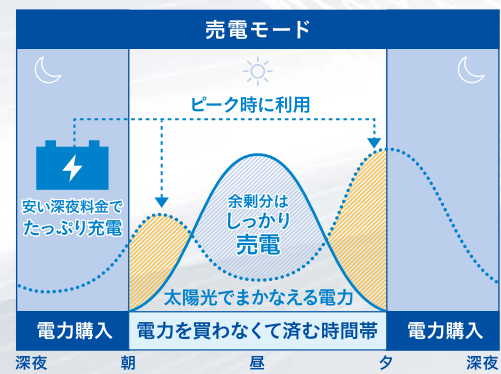 売電モード
ピーク時に利用
安い深夜料金で
たっぷり充電
余剰分は
しっかり
売電
太陽光でまかなえる電力
電力購入
電力を買わなくて済む時間帯
電力購入
深夜
朝
昼
夕
深夜